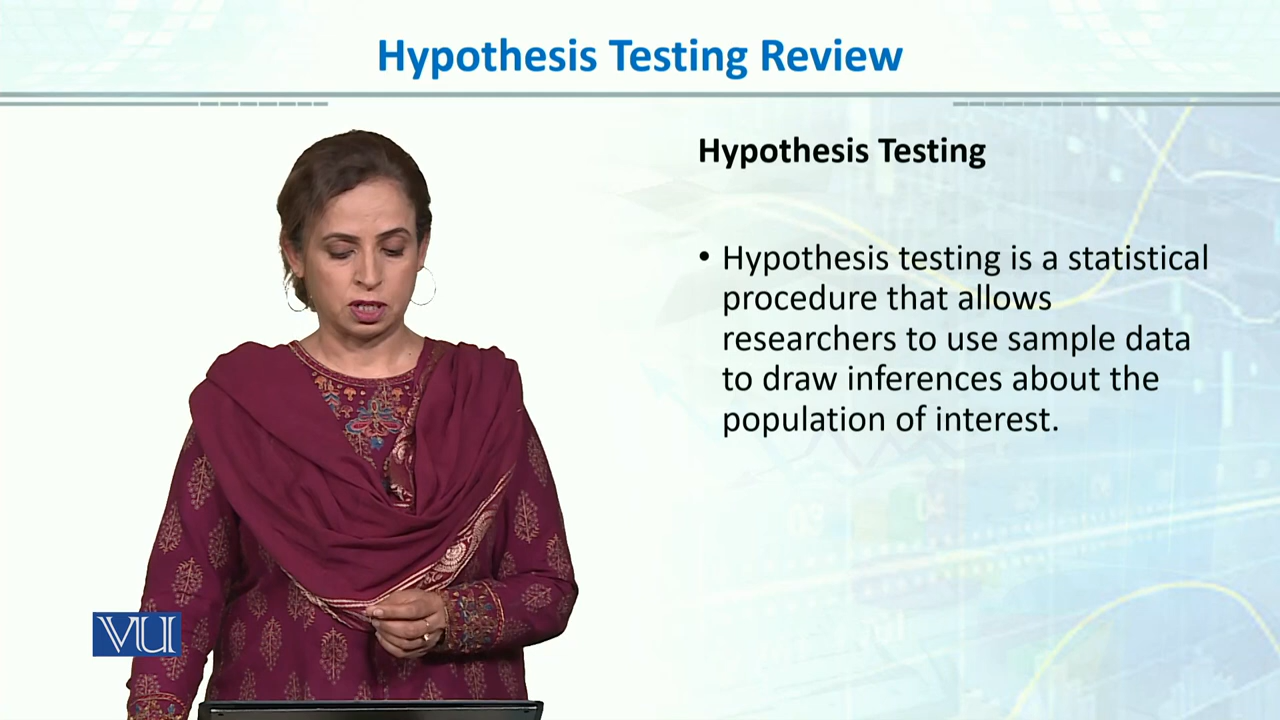 Hypothesis Testing Review
Hypothesis Testing
• Hypothesis testing is a statistical
procedure that allows
researchers to use sample data
to draw inferences about the
population of interest.
VU